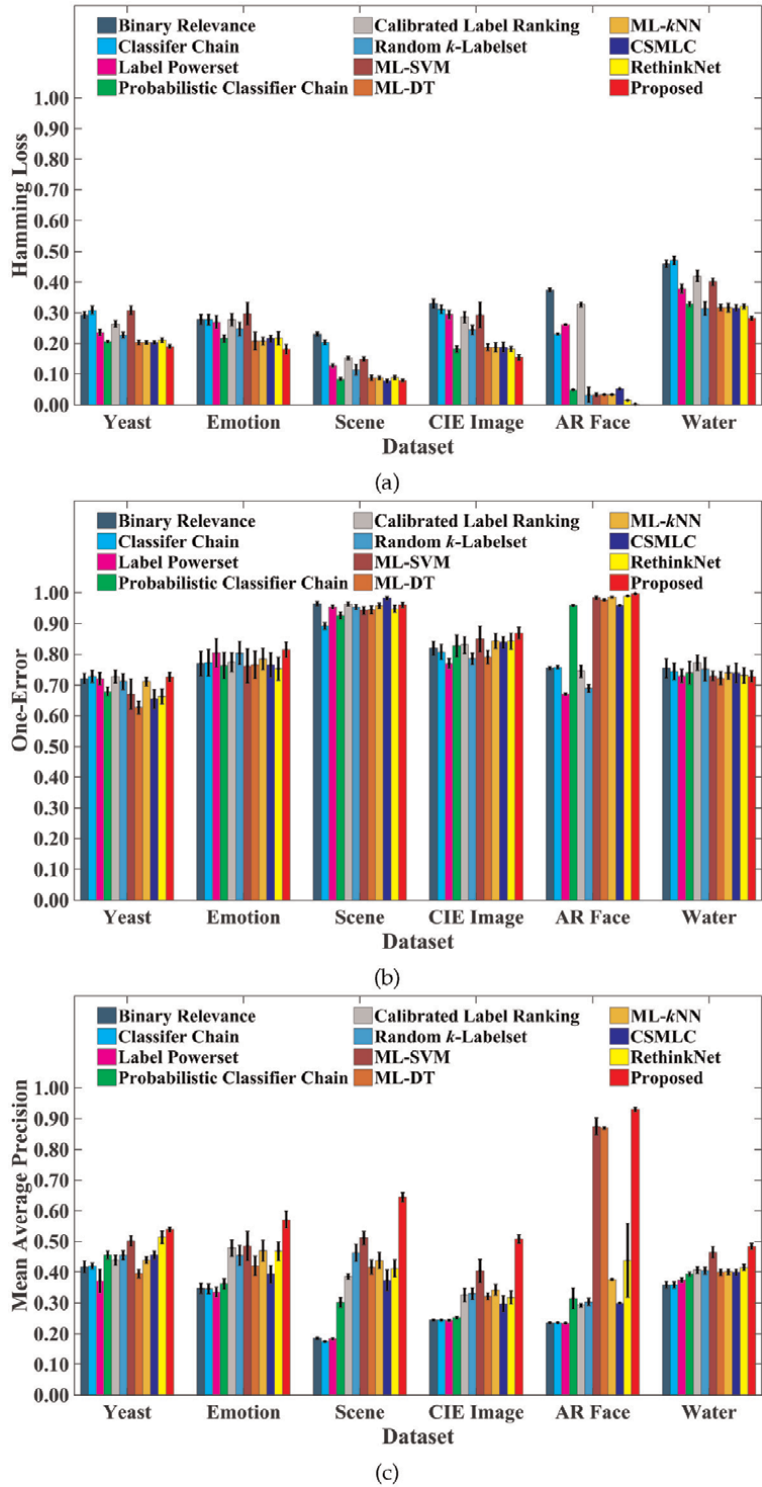 Binary Relevance Calibrated Label Ranking ML-kNN
Classifer Chain Random k-Labelset CSMLC
Label Powerset ML-SVM RethinkNet
Probabilistic Classifier Chain ML-DT Proposed
Hamming Loss
1.00
0.90
0.80
0.70
0.60
0.50
0.40
0.30
0.20
0.10
0.00
Yeast Emotion Scene CIE Image AR Face Water
Dataset
(a)
Binary Relevance Calibrated Label Ranking ML-kNN
Classifer Chain Random k-Labelset CSMLC
Label Powerset ML-SVM RethinkNet
Probabilistic Classifier Chain ML-DT Proposed
One-Error
1.00
0.90
0.80
0.70
0.60
0.50
0.40
0.30
0.20
0.10
0.00
Yeast Emotion Scene CIE Image AR Face Water
Dataset
(b)
Binary Relevance Calibrated Label Ranking ML-kNN
Classifer Chain Random k-Labelset CSMLC
Label Powerset ML-SVM RethinkNet
Probabilistic Classifier Chain ML-DT Proposed
Mean Average Precision
1.00
0.90
0.80
0.70
0.60
0.50
0.40
0.30
0.20
0.10
0.00
Yeast Emotion Scene CIE Image AR Face Water
Dataset
(c)